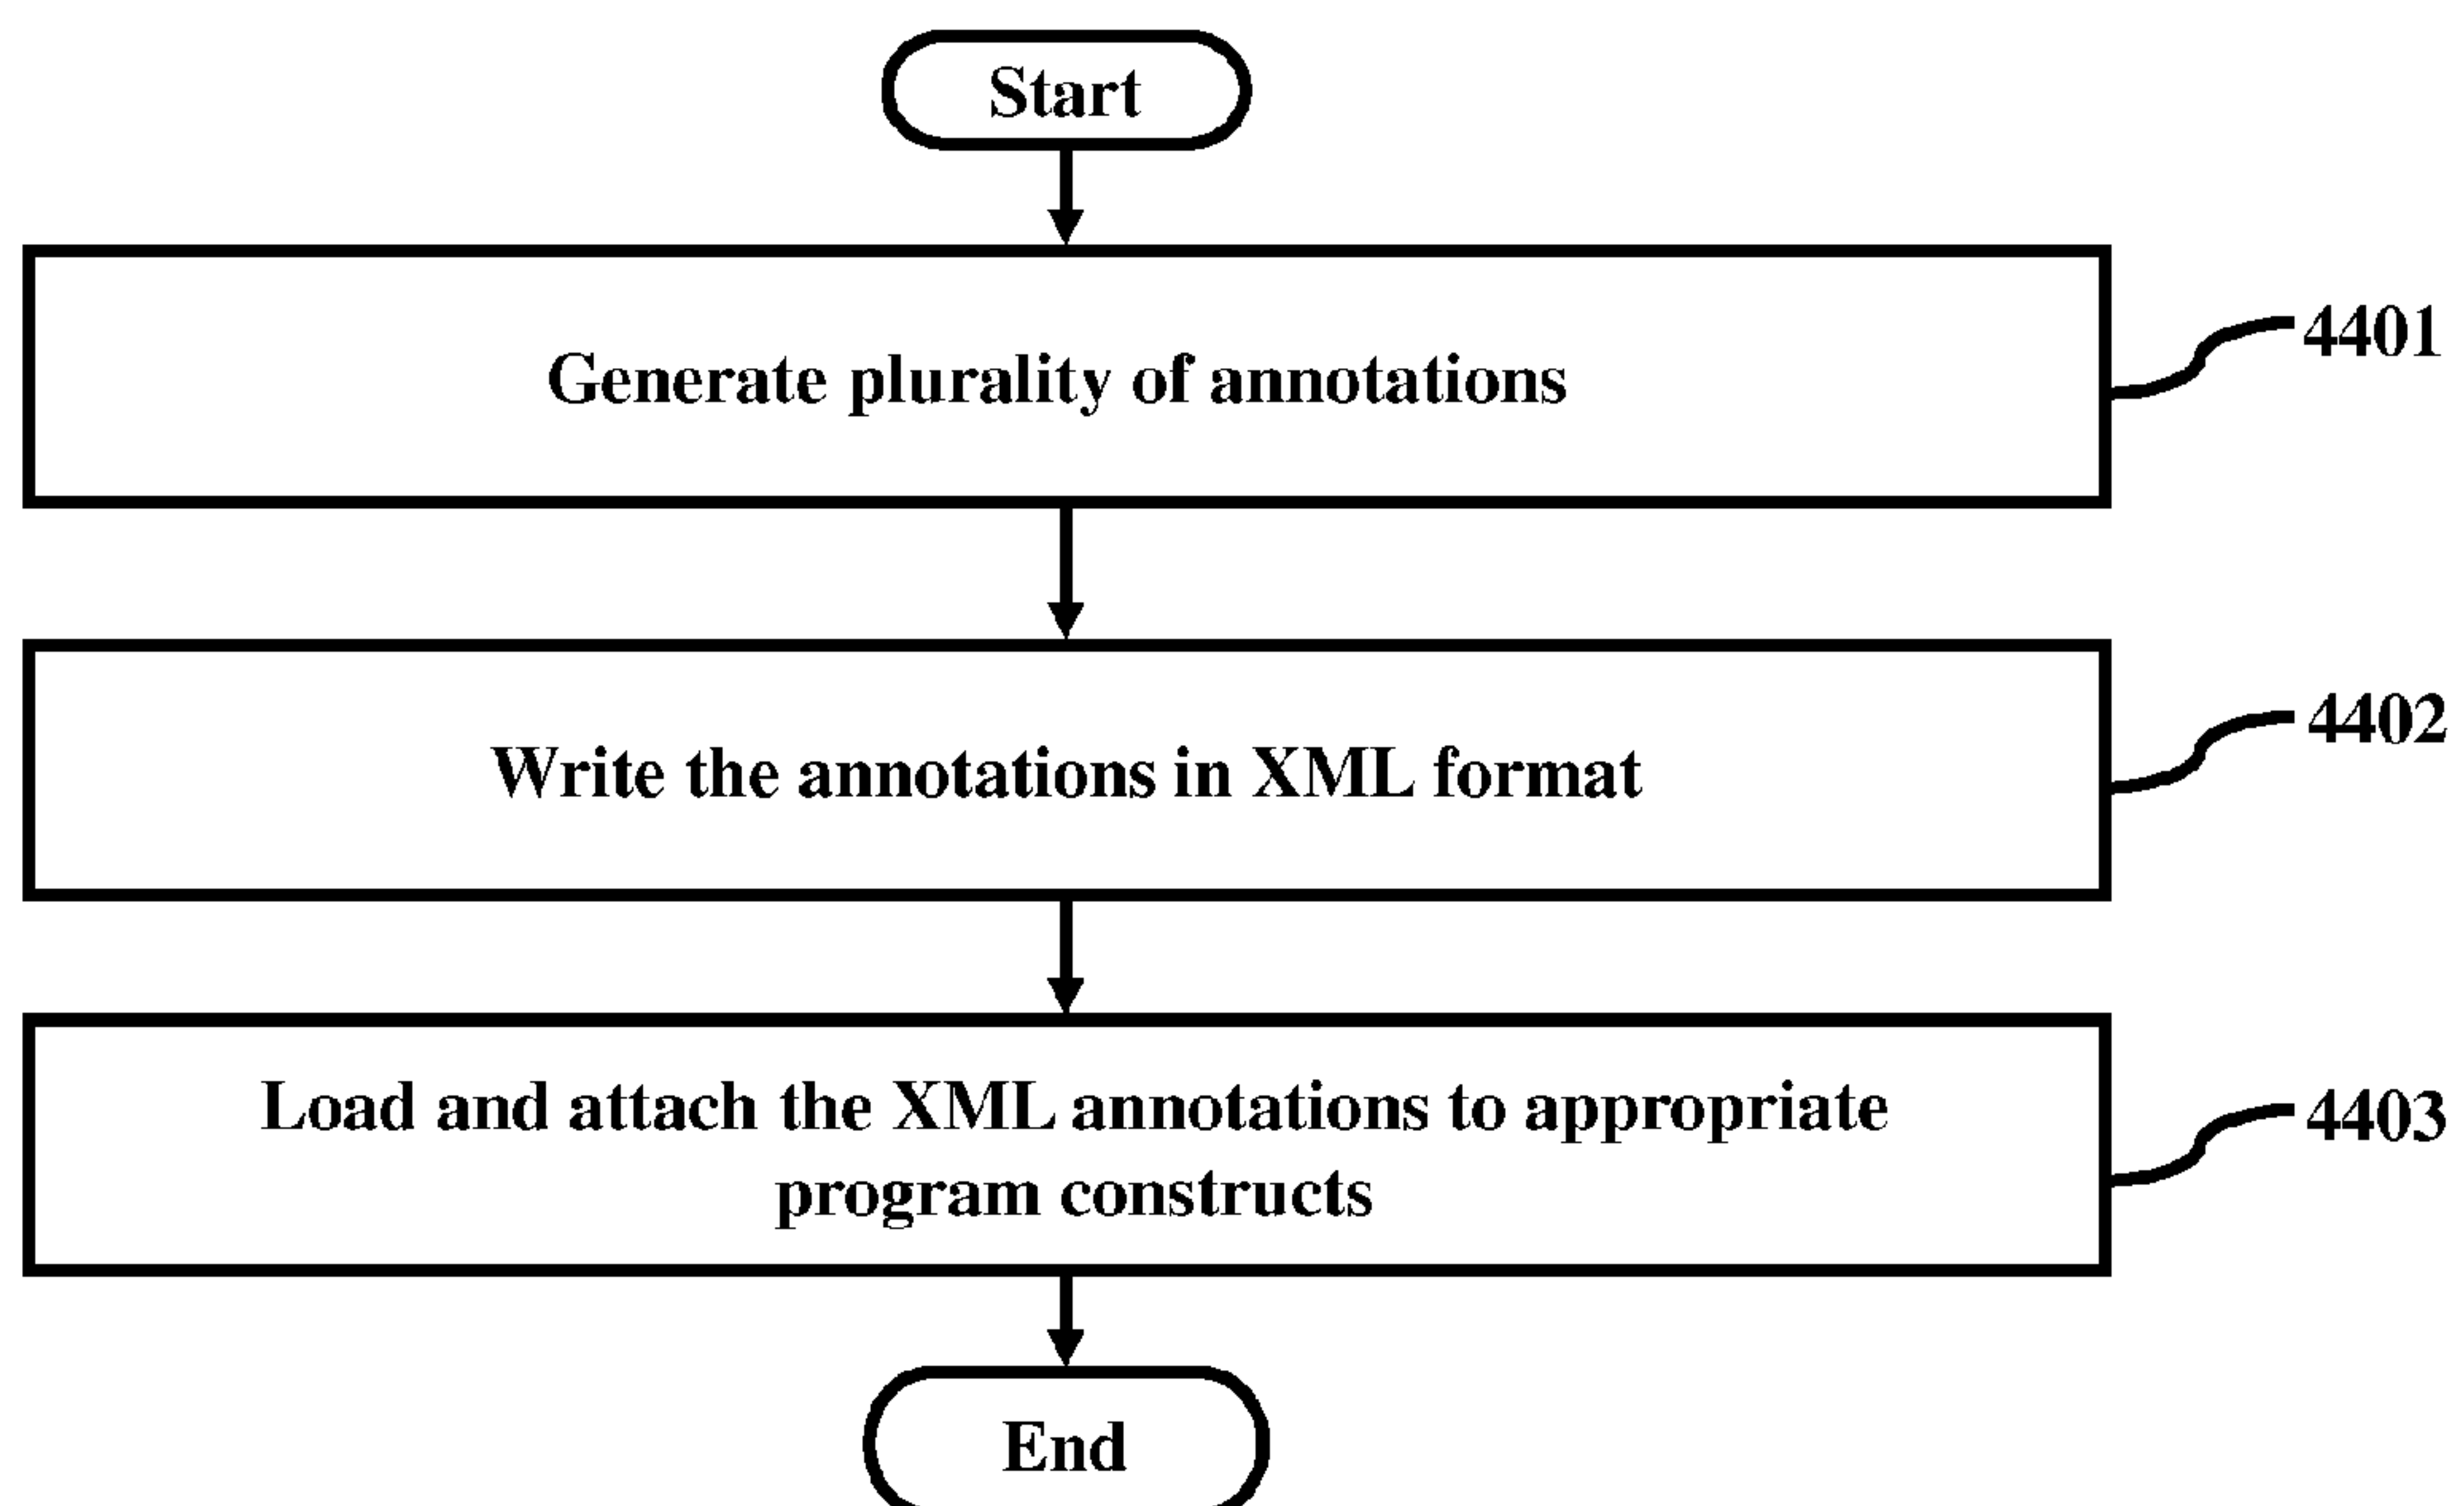 Start
Generate plurality of annotations
4401
Write the annotations in XML format
4402
Load and attach the XML annotations to appropriate
program constructs
4403
End